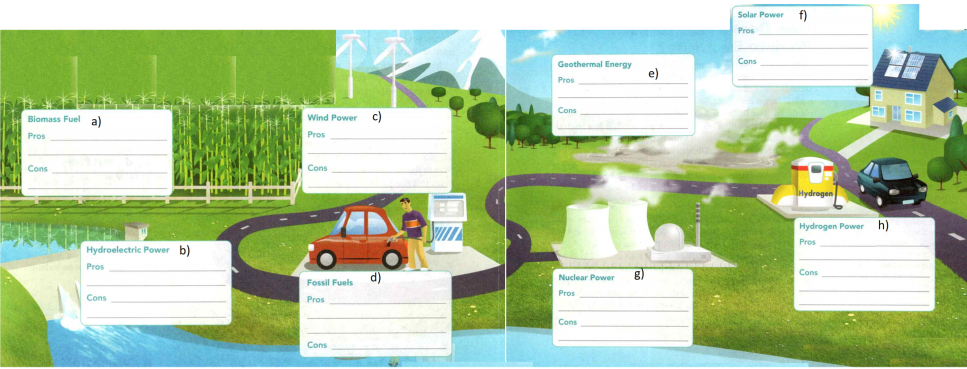 Biomass Fuel a)
Pros
Cons
Hydroelectric Power b)
Pros
Cons
Wind Power c)
Pros
Cons
Fossil Fuels d)
Pros
Cons
Geothermal Energy e)
Pros
Cons
Solar Power f)
Pros
Cons
Nuclear Power g)
Pros
Cons
Hydrogen
Hydrogen Power h)
Pros
Cons